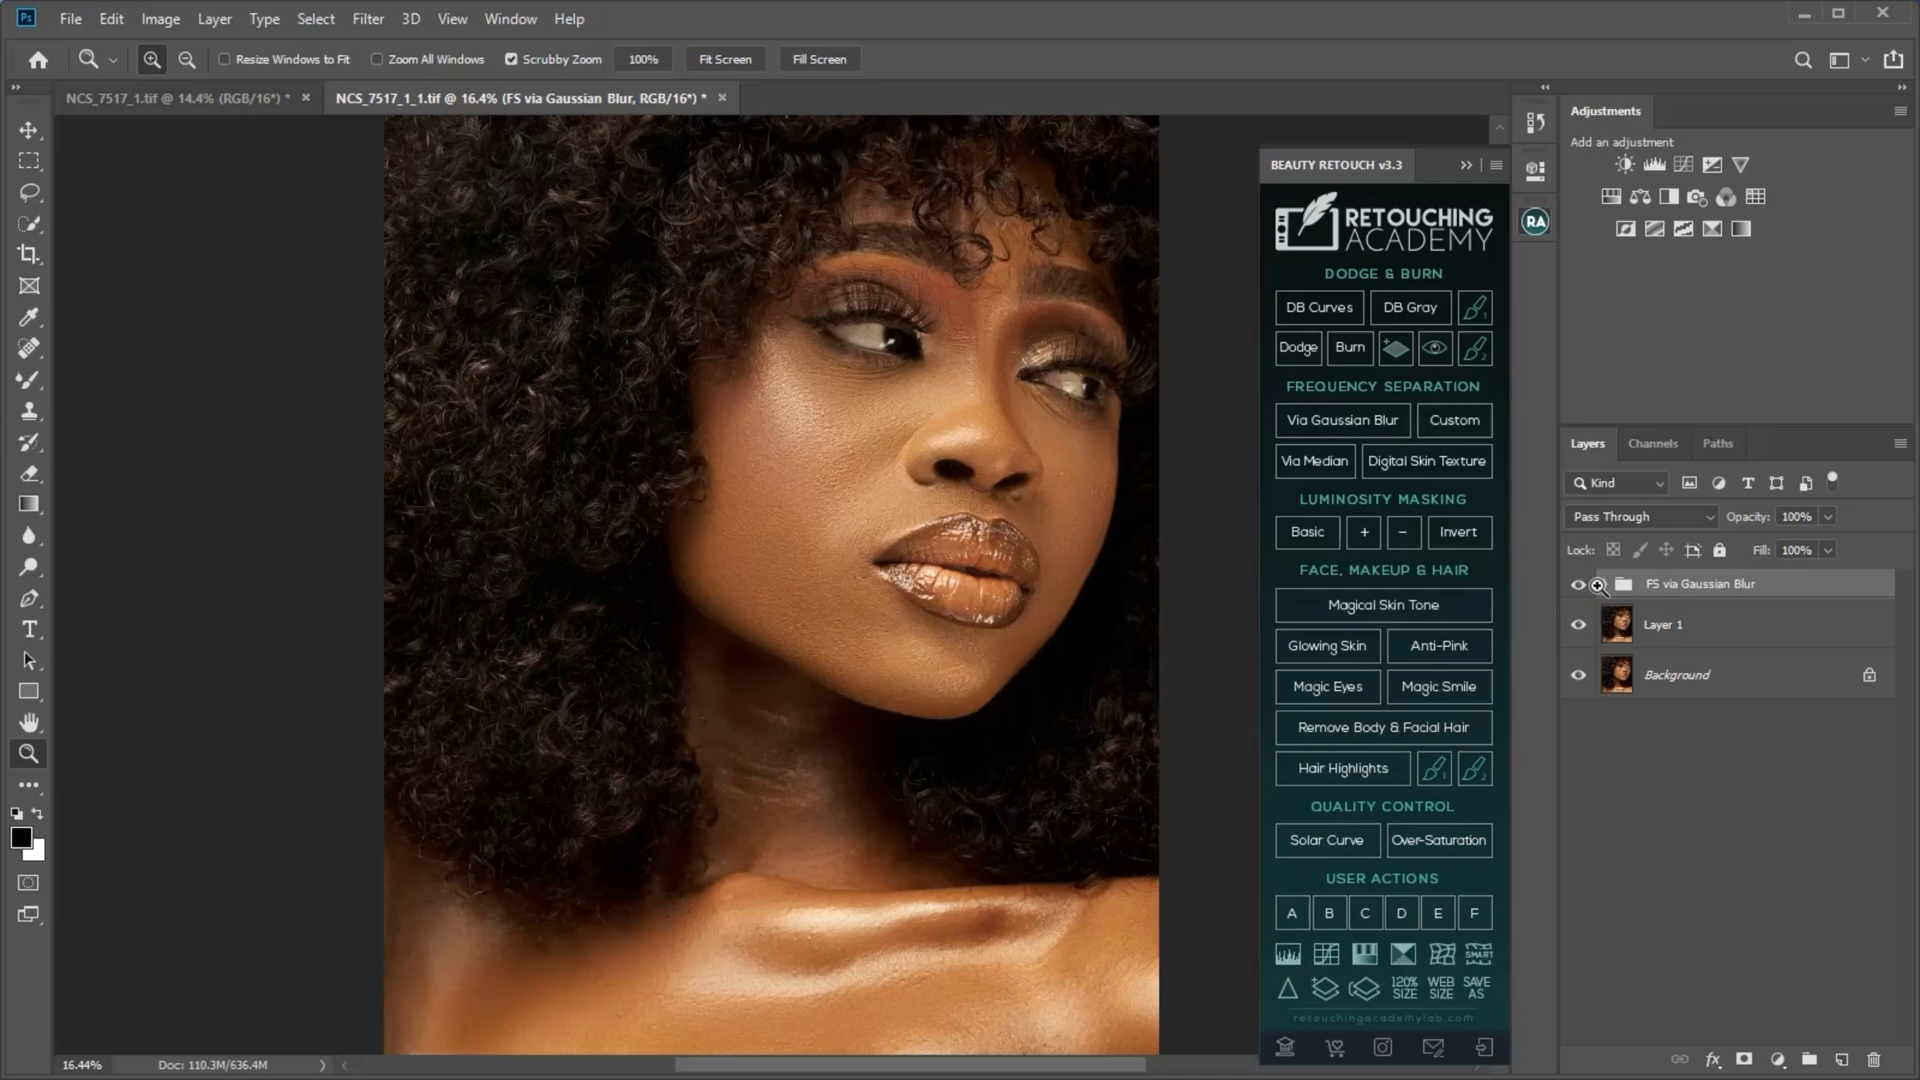 Ps File Edit Image Layer Type Select Filter 3D View Window Help
Resize Windows to Fit Zoom All Windows Scrubby Zoom 100% Fit Screen Fill Screen
NCS_7517_1.tif @ 14.4% (RGB/16*) * NCS_7517_1_1.tif @ 16.4% (FS via Gaussian Blur, RGB/16*) *
BEAUTY RETOUCH v3.3
RETOUCHING
ACADEMY
DODGE & BURN
DB Curves DB Gray 1
Dodge Burn 2
FREQUENCY SEPARATION
Via Gaussian Blur Custom
Via Median Digital Skin Texture
LUMINOSITY MASKING
Basic + - Invert
FACE, MAKEUP & HAIR
Magical Skin Tone
Glowing Skin Anti-Pink
Magic Eyes Magic Smile
Remove Body & Facial Hair
Hair Highlights 1 2
QUALITY CONTROL
Solar Curve Over-Saturation
USER ACTIONS
A B C D E F
SMART
120% SIZE WEB SIZE SAVE AS
retouchingacademylab.com
RA
Adjustments
Add an adjustment
Layers Channels Paths
Kind
Pass Through Opacity: 100%
Lock: Fill: 100%
FS via Gaussian Blur
Layer 1
Background
fx
16.44% Doc: 110.3M/636.4M